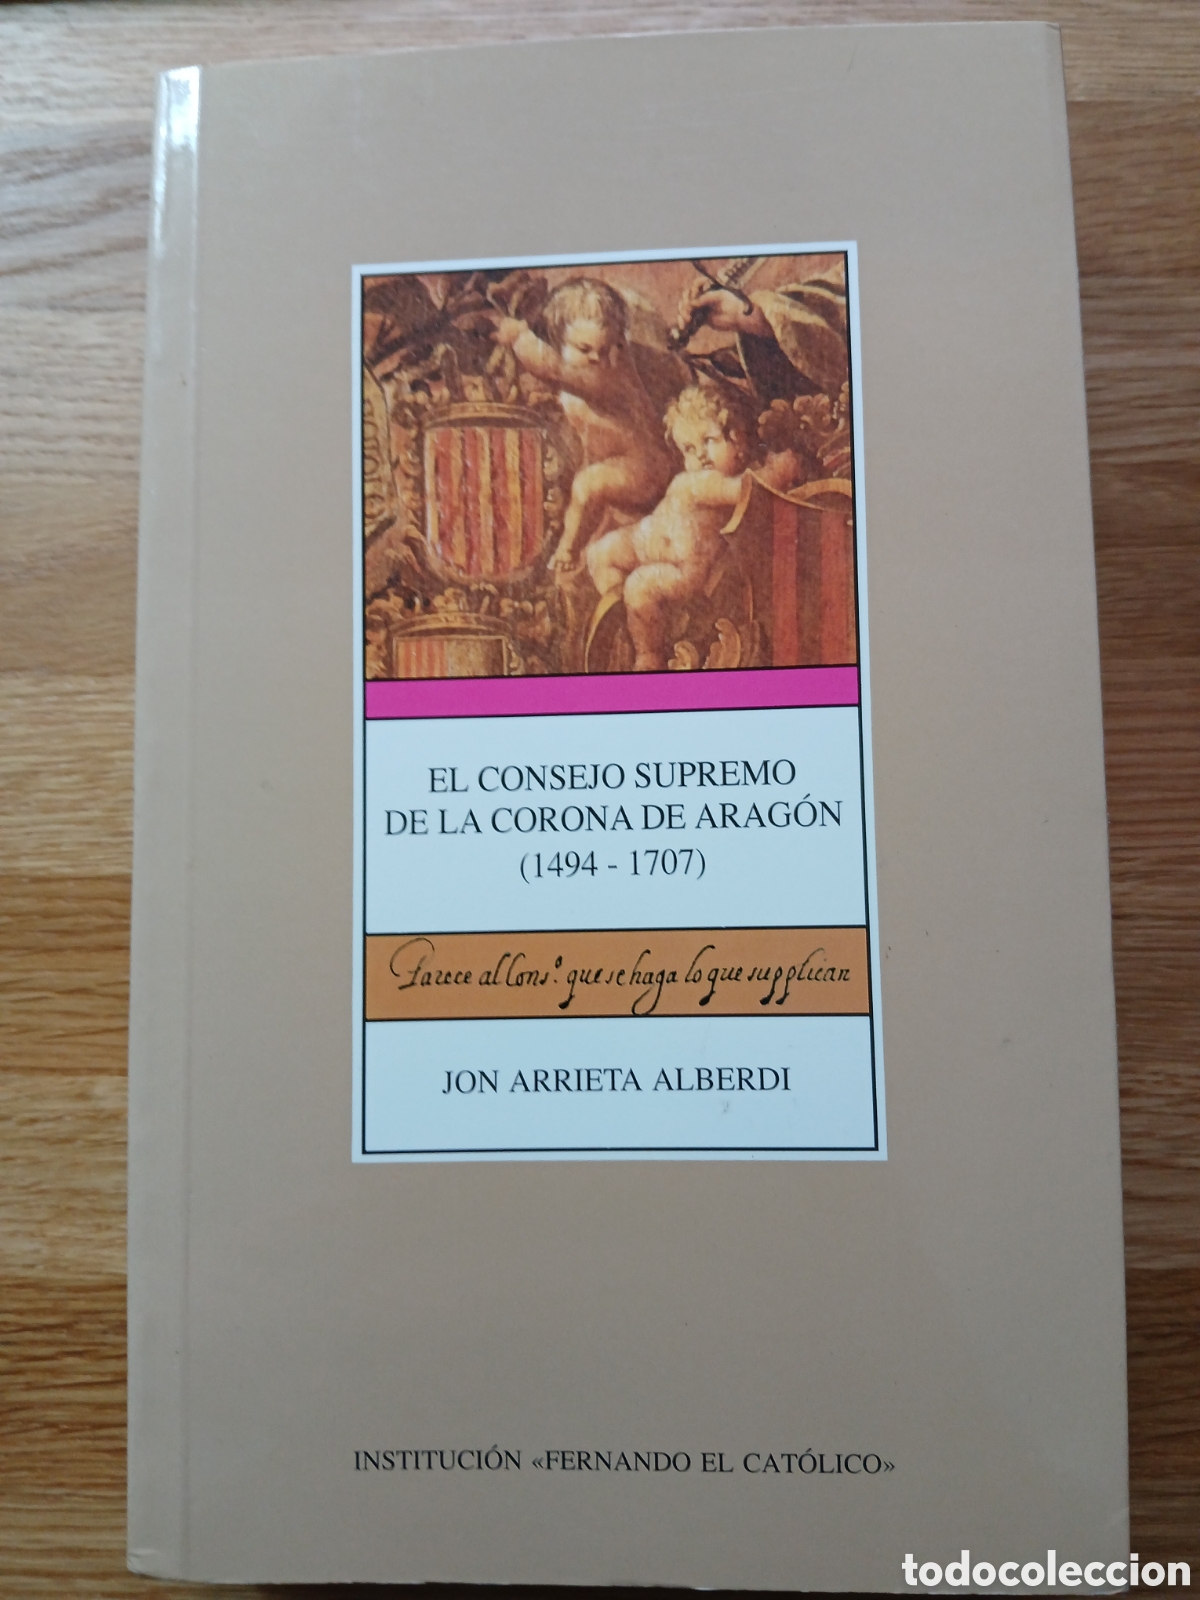 EL CONSEJO SUPREMO
DE LA CORONA DE ARAGÓN
(1494 - 1707)
Parece al Cons.º que se haga lo que supplican
JON ARRIETA ALBERDI
INSTITUCIÓN «FERNANDO EL CATÓLICO»
todocoleccion